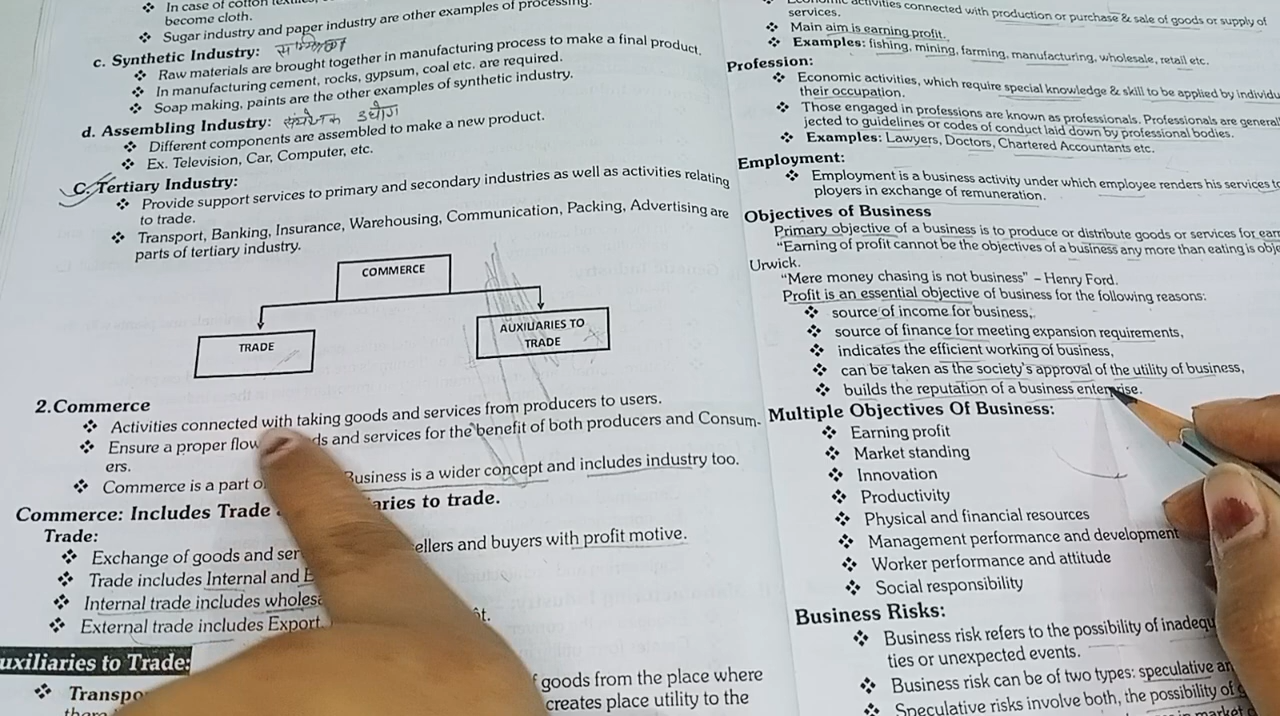 In case of cotton
become cloth.
Sugar industry and paper industry are other examples of processing.
c. Synthetic Industry:
Raw materials are brought together in manufacturing process to make a final product.
In manufacturing cement, rocks, gypsum, coal etc. are required.
Soap making, paints are the other examples of synthetic industry.
d. Assembling Industry: उद्योग
Different components are assembled to make a new product.
Ex. Television, Car, Computer, etc.
C. Tertiary Industry:
Provide support services to primary and secondary industries as well as activities relating
to trade.
Transport, Banking, Insurance, Warehousing, Communication, Packing, Advertising are
parts of tertiary industry.
COMMERCE
TRADE
AUXILIARIES TO
TRADE
2.Commerce
Activities connected with taking goods and services from producers to users.
Ensure a proper flow and services for the benefit of both producers and Consum-
ers.
Commerce is a part Business is a wider concept and includes industry too.
Commerce: Includes Trade aries to trade.
Trade:
Exchange of goods and ser ellers and buyers with profit motive.
Trade includes Internal and E
Internal trade includes wholesa
External trade includes Export
uxiliaries to Trade:
Transpo goods from the place where
creates place utility to the
activities connected with production or purchase & sale of goods or supply of
services.
Main aim is earning profit.
Examples: fishing, mining, farming, manufacturing, wholesale, retail etc.
Profession:
Economic activities, which require special knowledge & skill to be applied by individu
their occupation.
Those engaged in professions are known as professionals. Professionals are general
jected to guidelines or codes of conduct laid down by professional bodies.
Examples: Lawyers, Doctors, Chartered Accountants etc.
Employment:
Employment is a business activity under which employee renders his services t
ployers in exchange of remuneration.
Objectives of Business
Primary objective of a business is to produce or distribute goods or services for ear
"Earning of profit cannot be the objectives of a business any more than eating is obje
Urwick.
"Mere money chasing is not business" – Henry Ford.
Profit is an essential objective of business for the following reasons:
source of income for business,
source of finance for meeting expansion requirements,
indicates the efficient working of business,
can be taken as the society's approval of the utility of business,
builds the reputation of a business enterprise.
Multiple Objectives Of Business:
Earning profit
Market standing
Innovation
Productivity
Physical and financial resources
Management performance and development
Worker performance and attitude
Social responsibility
Business Risks:
Business risk refers to the possibility of inadequ
ties or unexpected events.
Business risk can be of two types: speculative an
Speculative risks involve both, the possibility of g